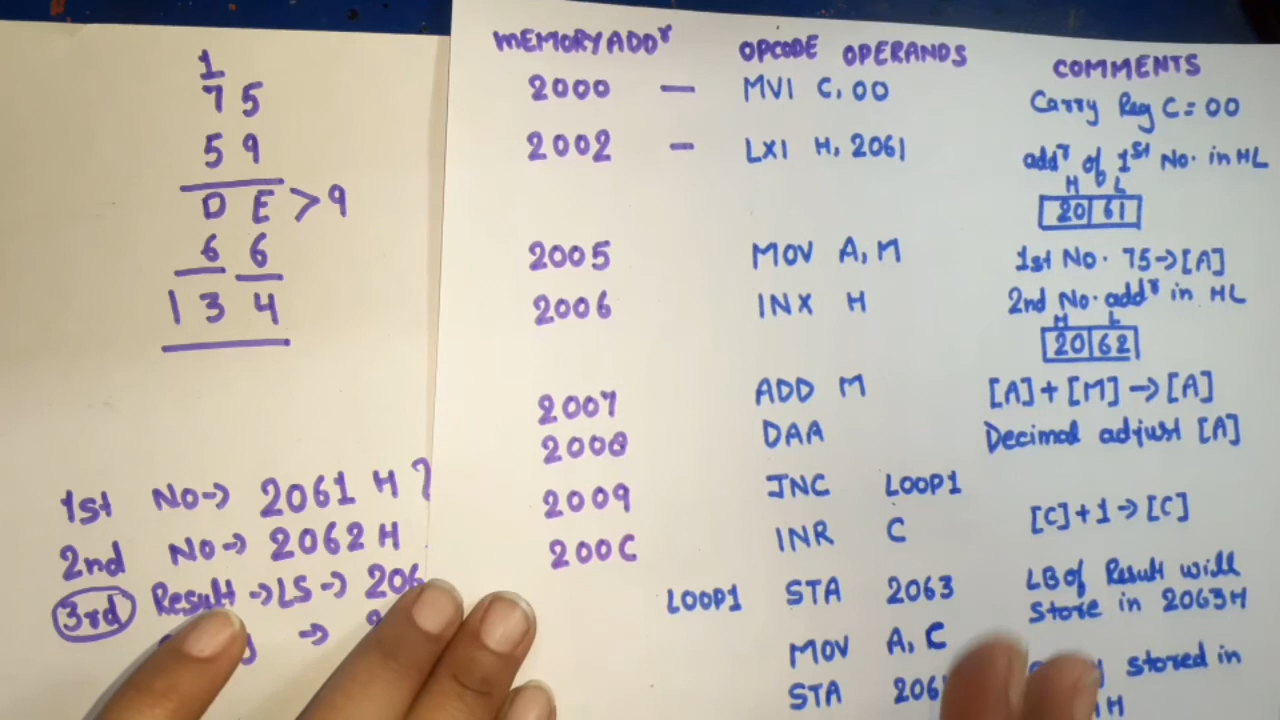 1
7 5
5 9
D E > 9
6 6
1 3 4
1st No → 2061 H
2nd No → 2062 H
3rd Result → LS → 206
→
MEMORY ADDʳ OPCODE OPERANDS COMMENTS
2000 — MVI C, 00 Carry Reg C = 00
2002 - LXI H, 2061 addʳ of 1st No. in HL
H L
20 61
2005 MOV A, M 1st No. 75 → [A]
2006 INX H 2nd No. addʳ in HL
H L
20 62
2007 ADD M [A] + [M] → [A]
2008 DAA Decimal adjust [A]
2009 JNC LOOP1
200C INR C [C] + 1 → [C]
LOOP1 STA 2063 LB of Result will
store in 2063H
MOV A, C
STA 206 stored in
H